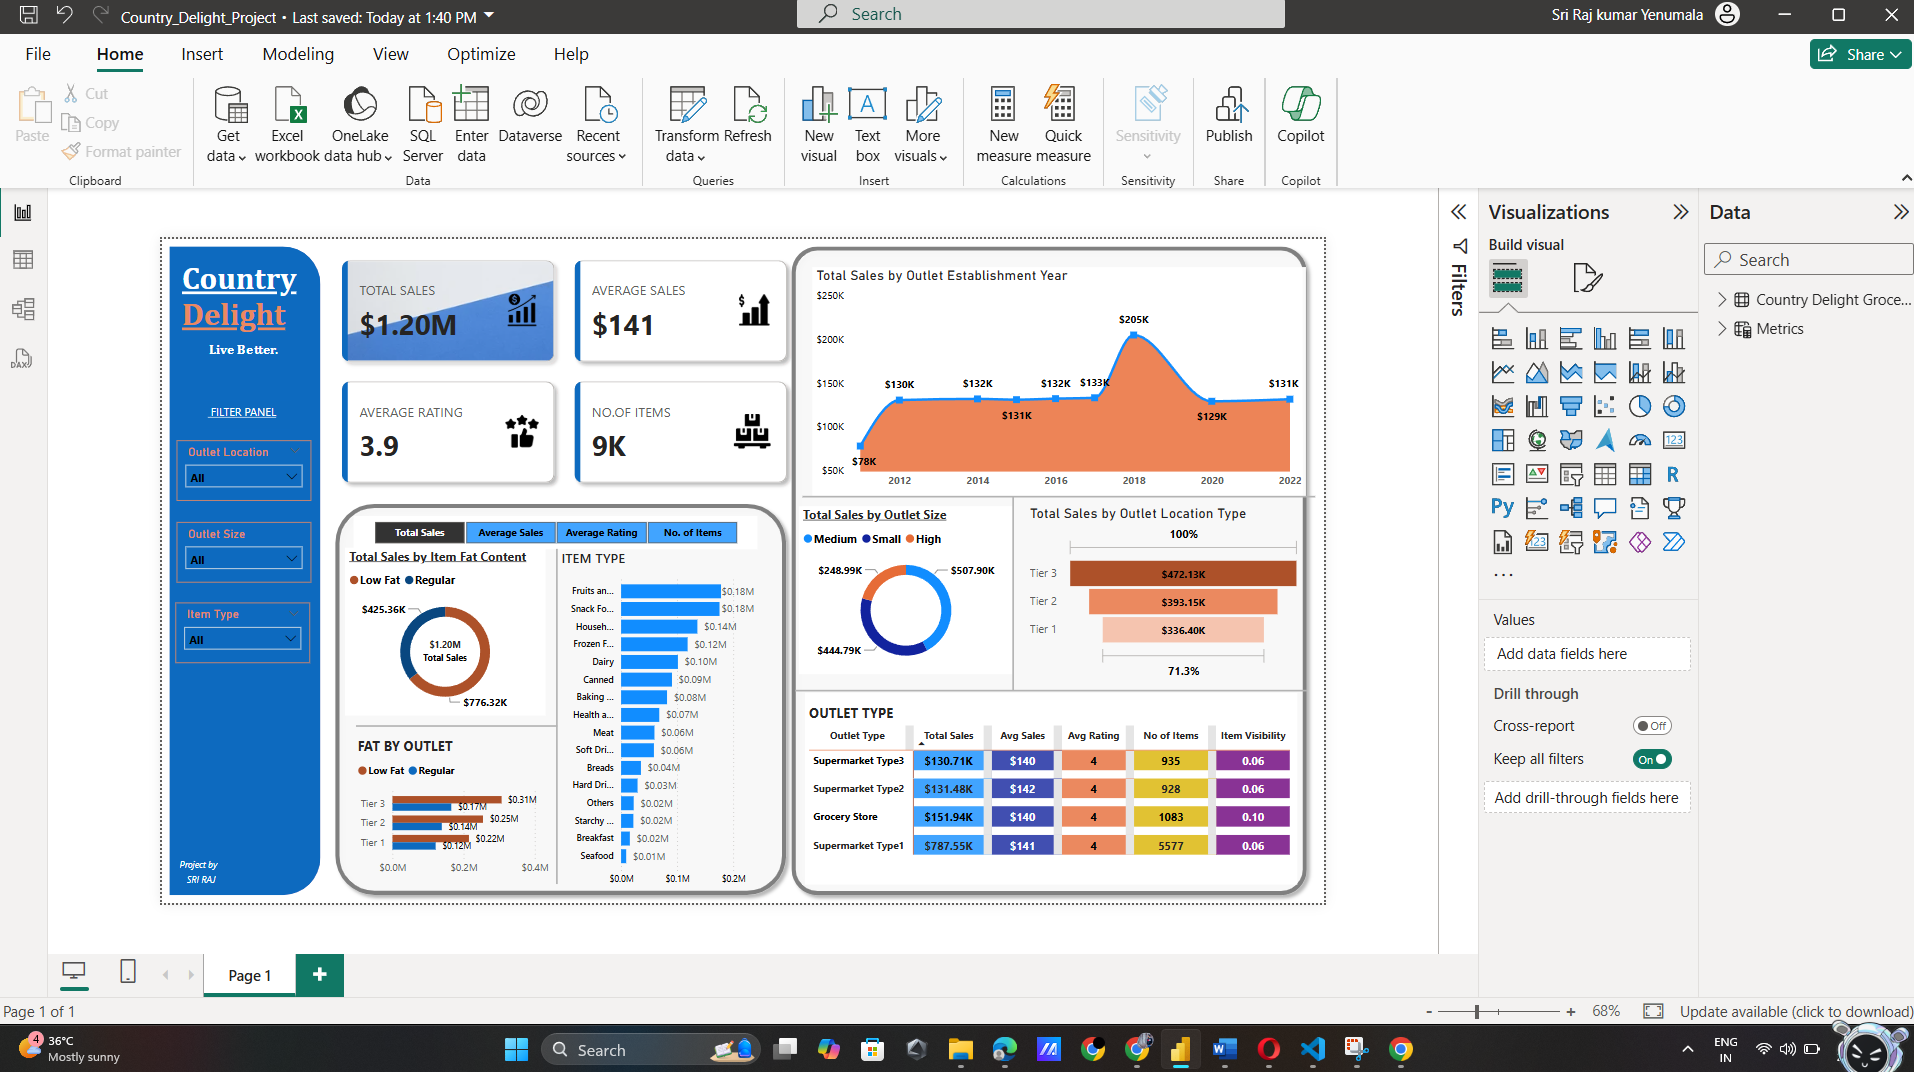 Country_Delight_Project • Last saved: Today at 1:40 PM
Search
Sri Raj kumar Yenumala
File
Home
Insert
Modeling
View
Optimize
Help
Share
Paste
Cut
Copy
Format painter
Clipboard
Get data
Excel workbook
OneLake data hub
SQL Server
Enter data
Dataverse
Recent sources
Data
Transform data
Refresh
Queries
New visual
Text box
More visuals
Insert
New measure
Quick measure
Calculations
Sensitivity
Sensitivity
Publish
Share
Copilot
Copilot
Country
Delight
Live Better.
FILTER PANEL
Outlet Location
All
Outlet Size
All
Item Type
All
Project by
SRI RAJ
TOTAL SALES
$1.20M
AVERAGE SALES
$141
AVERAGE RATING
3.9
NO.OF ITEMS
9K
Total Sales
Average Sales
Average Rating
No. of Items
Total Sales by Item Fat Content
Low Fat
Regular
$425.36K
$1.20M
Total Sales
$776.32K
FAT BY OUTLET
Low Fat
Regular
Tier 3
$0.31M
$0.17M
Tier 2
$0.25M
$0.14M
Tier 1
$0.22M
$0.12M
$0.0M
$0.2M
$0.4M
ITEM TYPE
Fruits an...
$0.18M
Snack Fo...
$0.18M
Househ...
$0.14M
Frozen F...
$0.12M
Dairy
$0.10M
Canned
$0.09M
Baking ...
$0.08M
Health a...
$0.07M
Meat
$0.06M
Soft Dri...
$0.06M
Breads
$0.04M
Hard Dri...
$0.03M
Others
$0.02M
Starchy ...
$0.02M
Breakfast
$0.02M
Seafood
$0.01M
$0.0M
$0.1M
$0.2M
Total Sales by Outlet Establishment Year
$250K
$200K
$150K
$100K
$50K
$78K
$130K
$132K
$131K
$132K
$133K
$205K
$129K
$131K
2012
2014
2016
2018
2020
2022
Total Sales by Outlet Size
Medium
Small
High
$248.99K
$507.90K
$444.79K
Total Sales by Outlet Location Type
100%
Tier 3
$472.13K
Tier 2
$393.15K
Tier 1
$336.40K
71.3%
OUTLET TYPE
Outlet Type Total Sales Avg Sales Avg Rating No of Items Item Visibility
Supermarket Type3 $130.71K $140 4 935 0.06
Supermarket Type2 $131.48K $142 4 928 0.06
Grocery Store $151.94K $140 4 1083 0.10
Supermarket Type1 $787.55K $141 4 5577 0.06
Filters
Visualizations
Build visual
123
R
Py
123
...
Values
Add data fields here
Drill through
Cross-report
Off
Keep all filters
On
Add drill-through fields here
Data
Search
Country Delight Groce...
Metrics
DAX
Page 1
+
Page 1 of 1
-
+
68%
Update available (click to download)
4
36°C
Mostly sunny
Search
ENG
IN